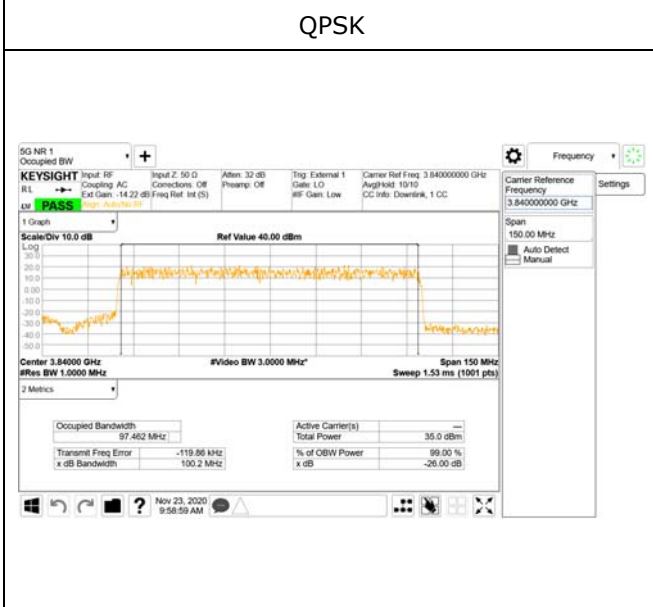 QPSK
5G NR 1
Occupied BW
Frequency
KEYSIGHT
Input: RF
Input Z: 50 Ω
Atten: 32 dB
Trig: External 1
Carrier Ref Freq: 3.840000000 GHz
RL
Coupling: AC
Corrections: Off
Preamp: Off
Gate: LO
Avg|Hold: 10/10
Ext Gain: -14.22 dB
Freq Ref: Int (S)
#IF Gain: Low
CC Info: Downlink, 1 CC
PASS
Align: Auto/No RF
Carrier Reference
Frequency
3.840000000 GHz
Settings
Span
150.00 MHz
Auto Detect
Manual
1 Graph
Scale/Div 10.0 dB
Ref Value 40.00 dBm
Log
30.0
20.0
10.0
0.00
-10.0
-20.0
-30.0
-40.0
-50.0
Center 3.84000 GHz
#Video BW 3.0000 MHz*
Span 150 MHz
#Res BW 1.0000 MHz
Sweep 1.53 ms (1001 pts)
2 Metrics
Occupied Bandwidth
97.462 MHz
Active Carrier(s)
---
Total Power
35.0 dBm
Transmit Freq Error
-119.86 kHz
% of OBW Power
99.00 %
x dB Bandwidth
100.2 MHz
x dB
-26.00 dB
?
Nov 23, 2020
9:58:59 AM